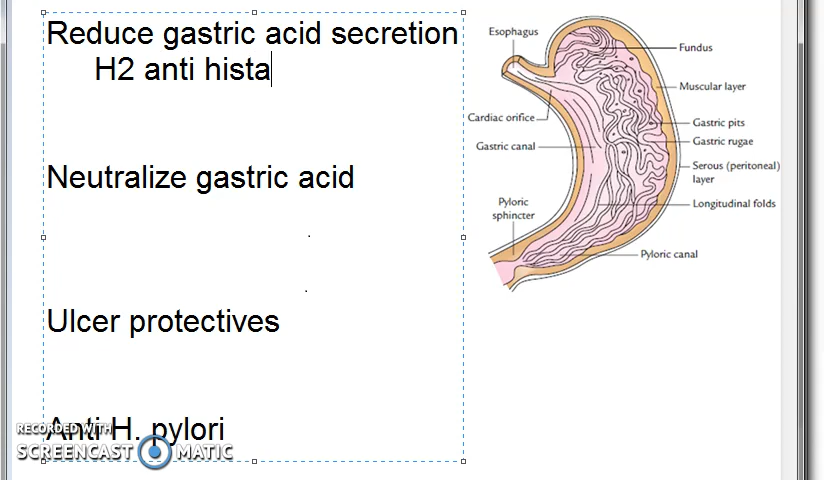 Reduce gastric acid secretion
H2 anti hista
Neutralize gastric acid
Ulcer protectives
Anti H. pylori
Esophagus
Fundus
Muscular layer
Cardiac orifice
Gastric pits
Gastric canal
Gastric rugae
Serous (peritoneal)
layer
Pyloric
sphincter
Longitudinal folds
Pyloric canal
RECORDED WITH
SCREENCAST MATIC